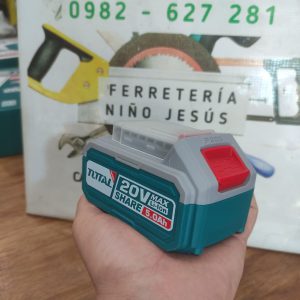 0982 - 627 281
FERRETERÍA
NIÑO JESÚS
TOTAL
20V MAX
SHARE 5.0Ah